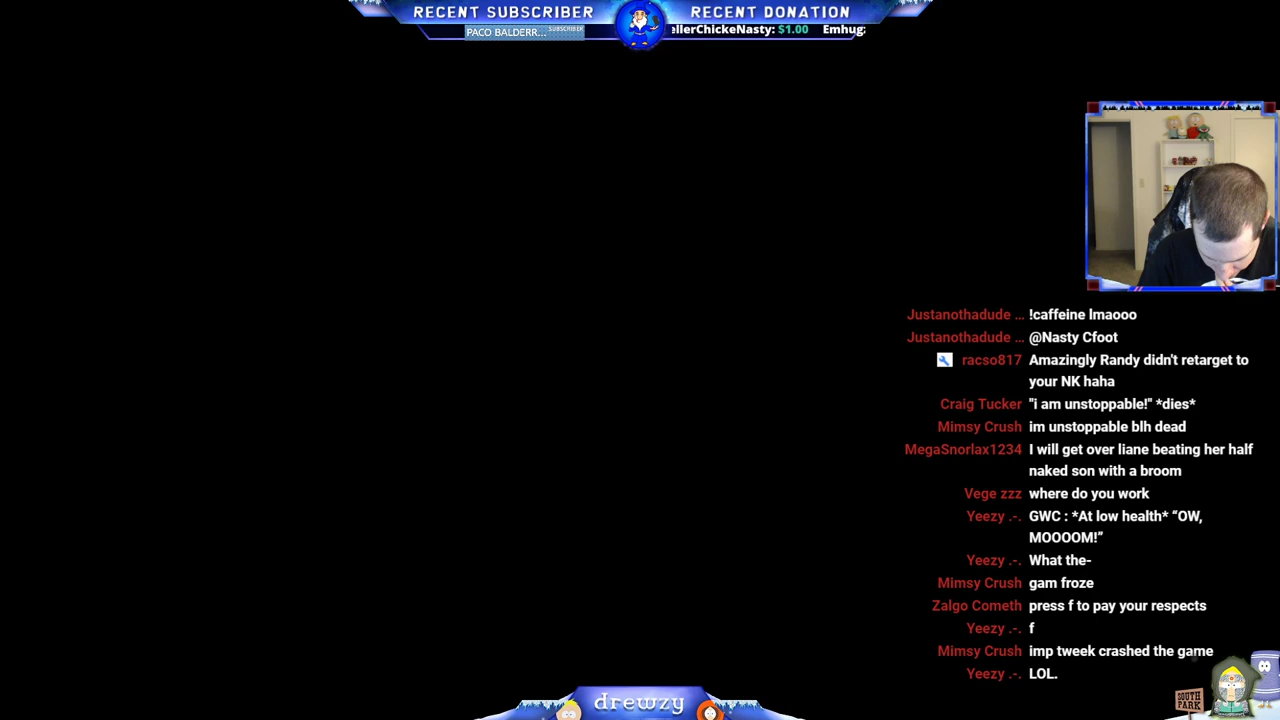 RECENT SUBSCRIBER
RECENT DONATION
PACO BALDERR... SUBSCRIBER
ellerChickeNasty: $1.00 Emhug:
Justanothadude ... !caffeine lmaooo
Justanothadude ... @Nasty Cfoot
racso817 Amazingly Randy didn't retarget to
your NK haha
Craig Tucker "i am unstoppable!" *dies*
Mimsy Crush im unstoppable blh dead
MegaSnorlax1234 I will get over liane beating her half
naked son with a broom
Vege zzz where do you work
Yeezy .-. GWC : *At low health* “OW,
MOOOOM!”
Yeezy .-. What the-
Mimsy Crush gam froze
Zalgo Cometh press f to pay your respects
Yeezy .-. f
Mimsy Crush imp tweek crashed the game
Yeezy .-. LOL.
drewzy
SOUTH
PARK